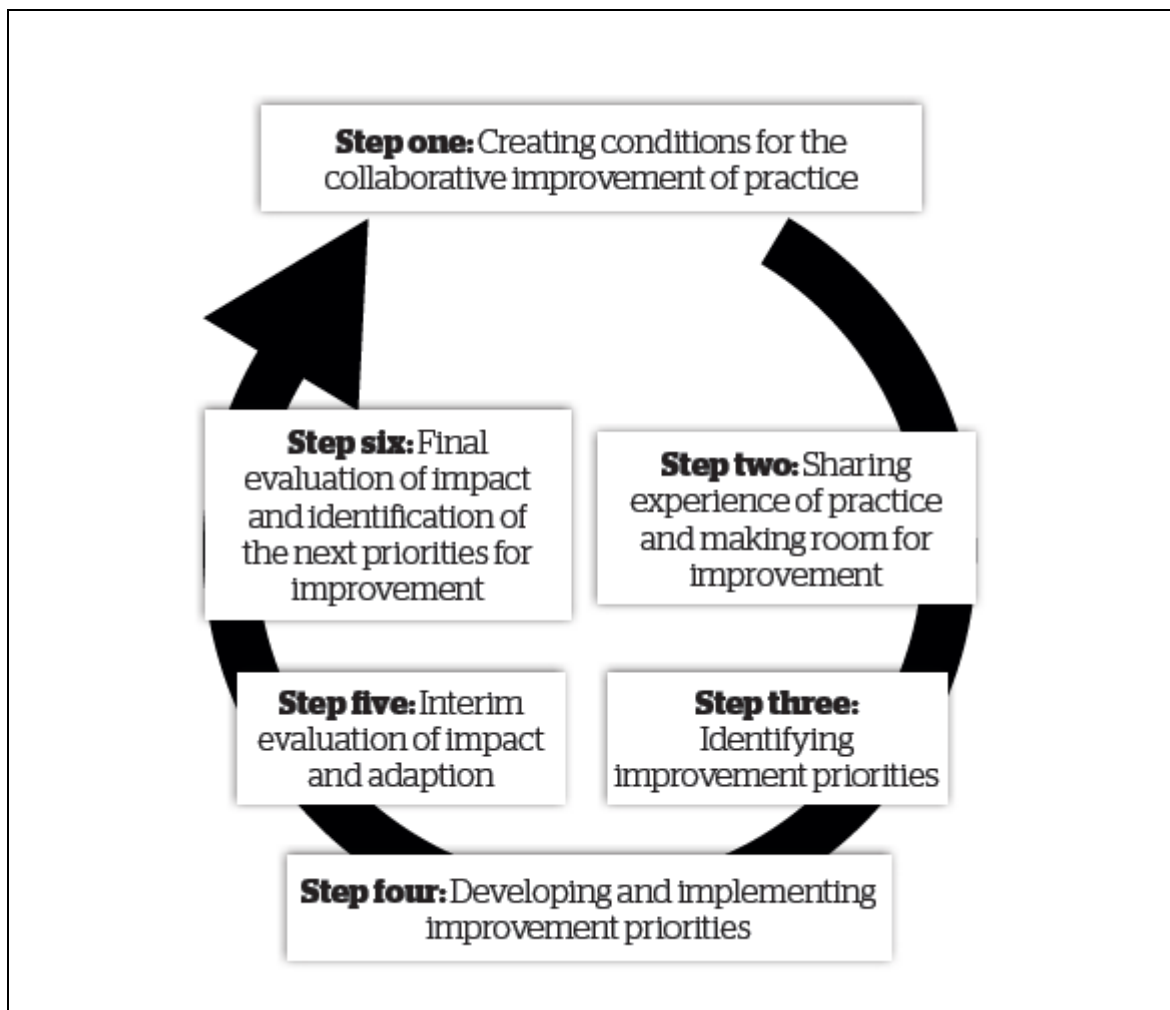 Step one: Creating conditions for the
collaborative improvement of practice
Step two: Sharing
experience of practice
and making room for
improvement
Step three:
Identifying
improvement priorities
Step four: Developing and implementing
improvement priorities
Step five: Interim
evaluation of impact
and adaption
Step six: Final
evaluation of impact
and identification of
the next priorities for
improvement